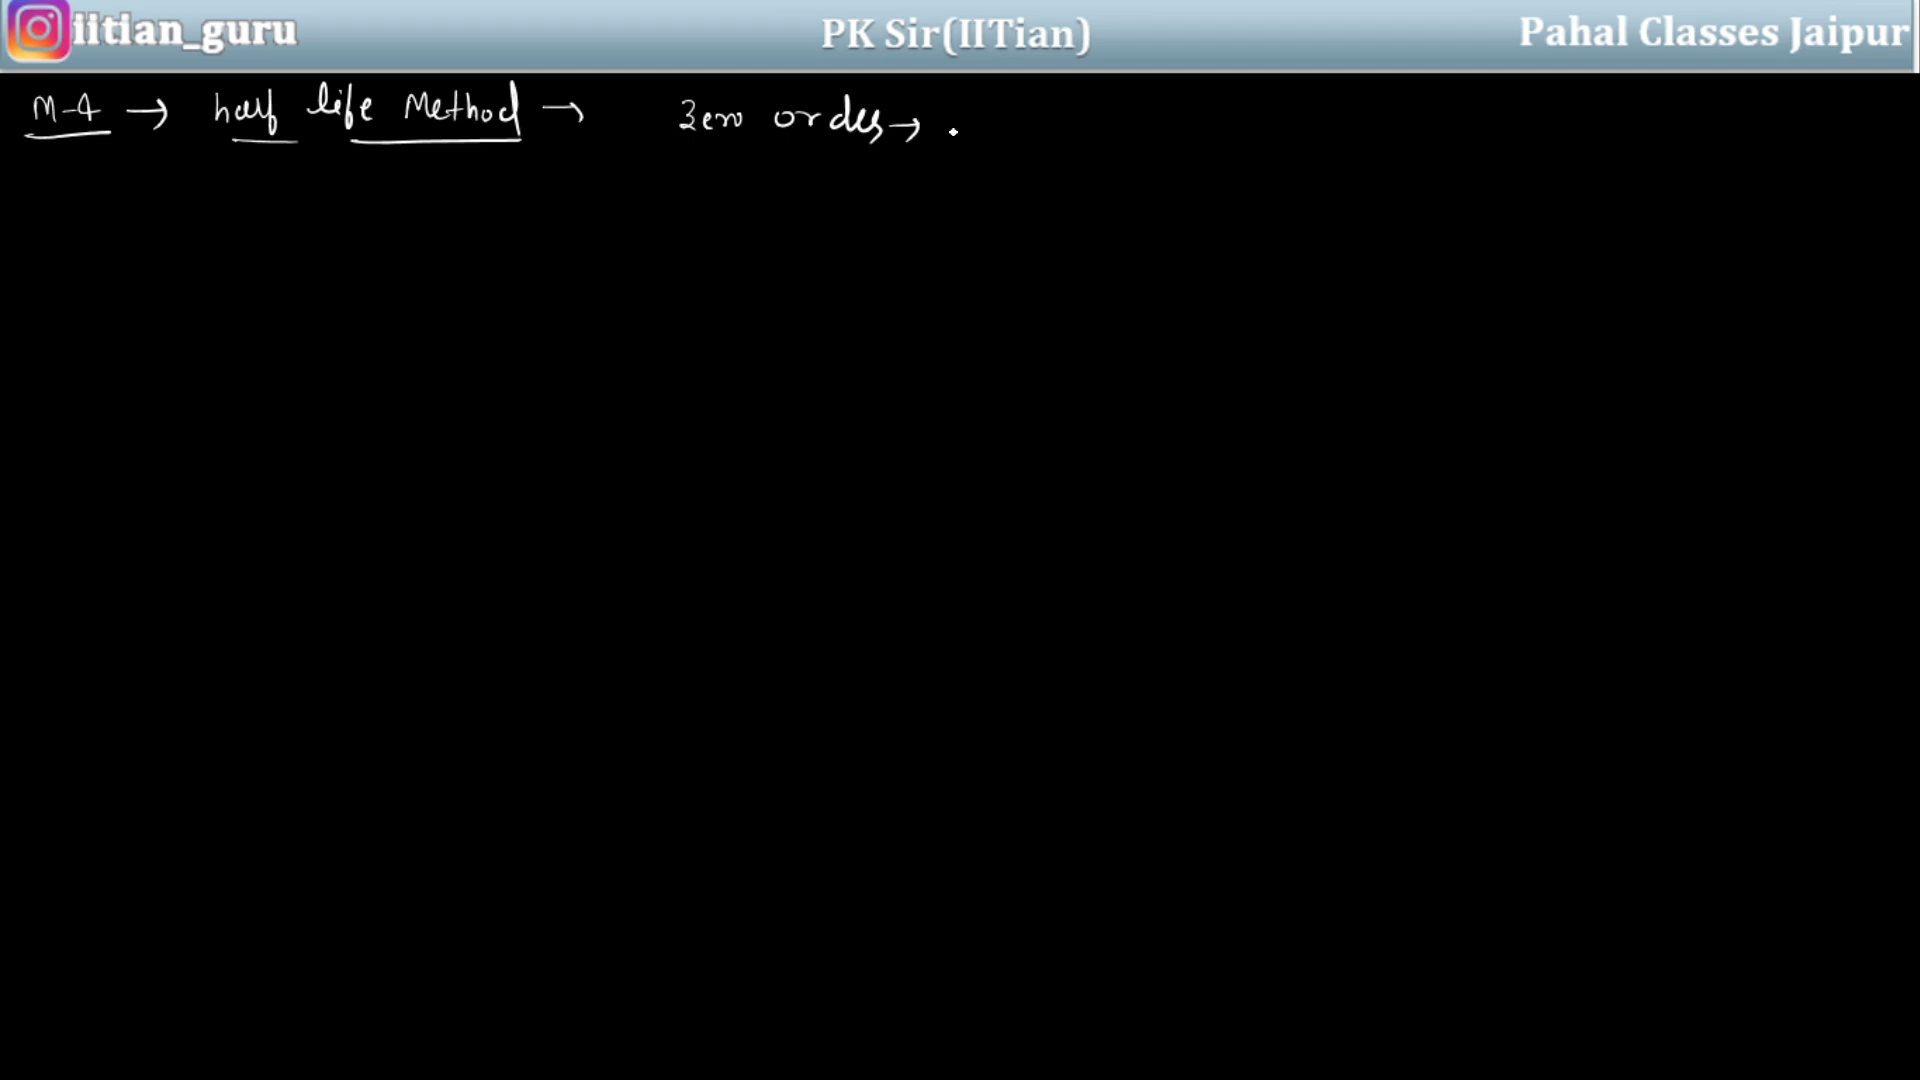 iitian_guru PK Sir(IITian) Pahal Classes Jaipur
M-4 → half life Method → Zero order →